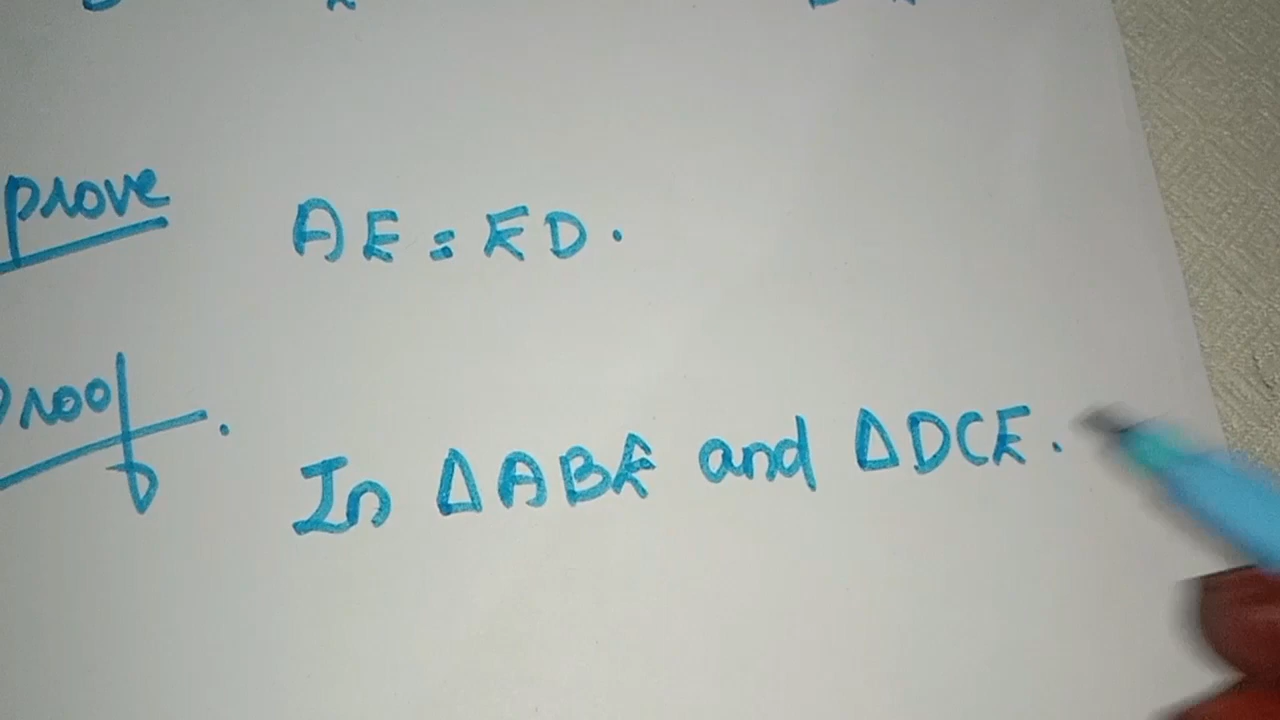 prove AE = ED.
Proof. In ΔABE and ΔDCE.